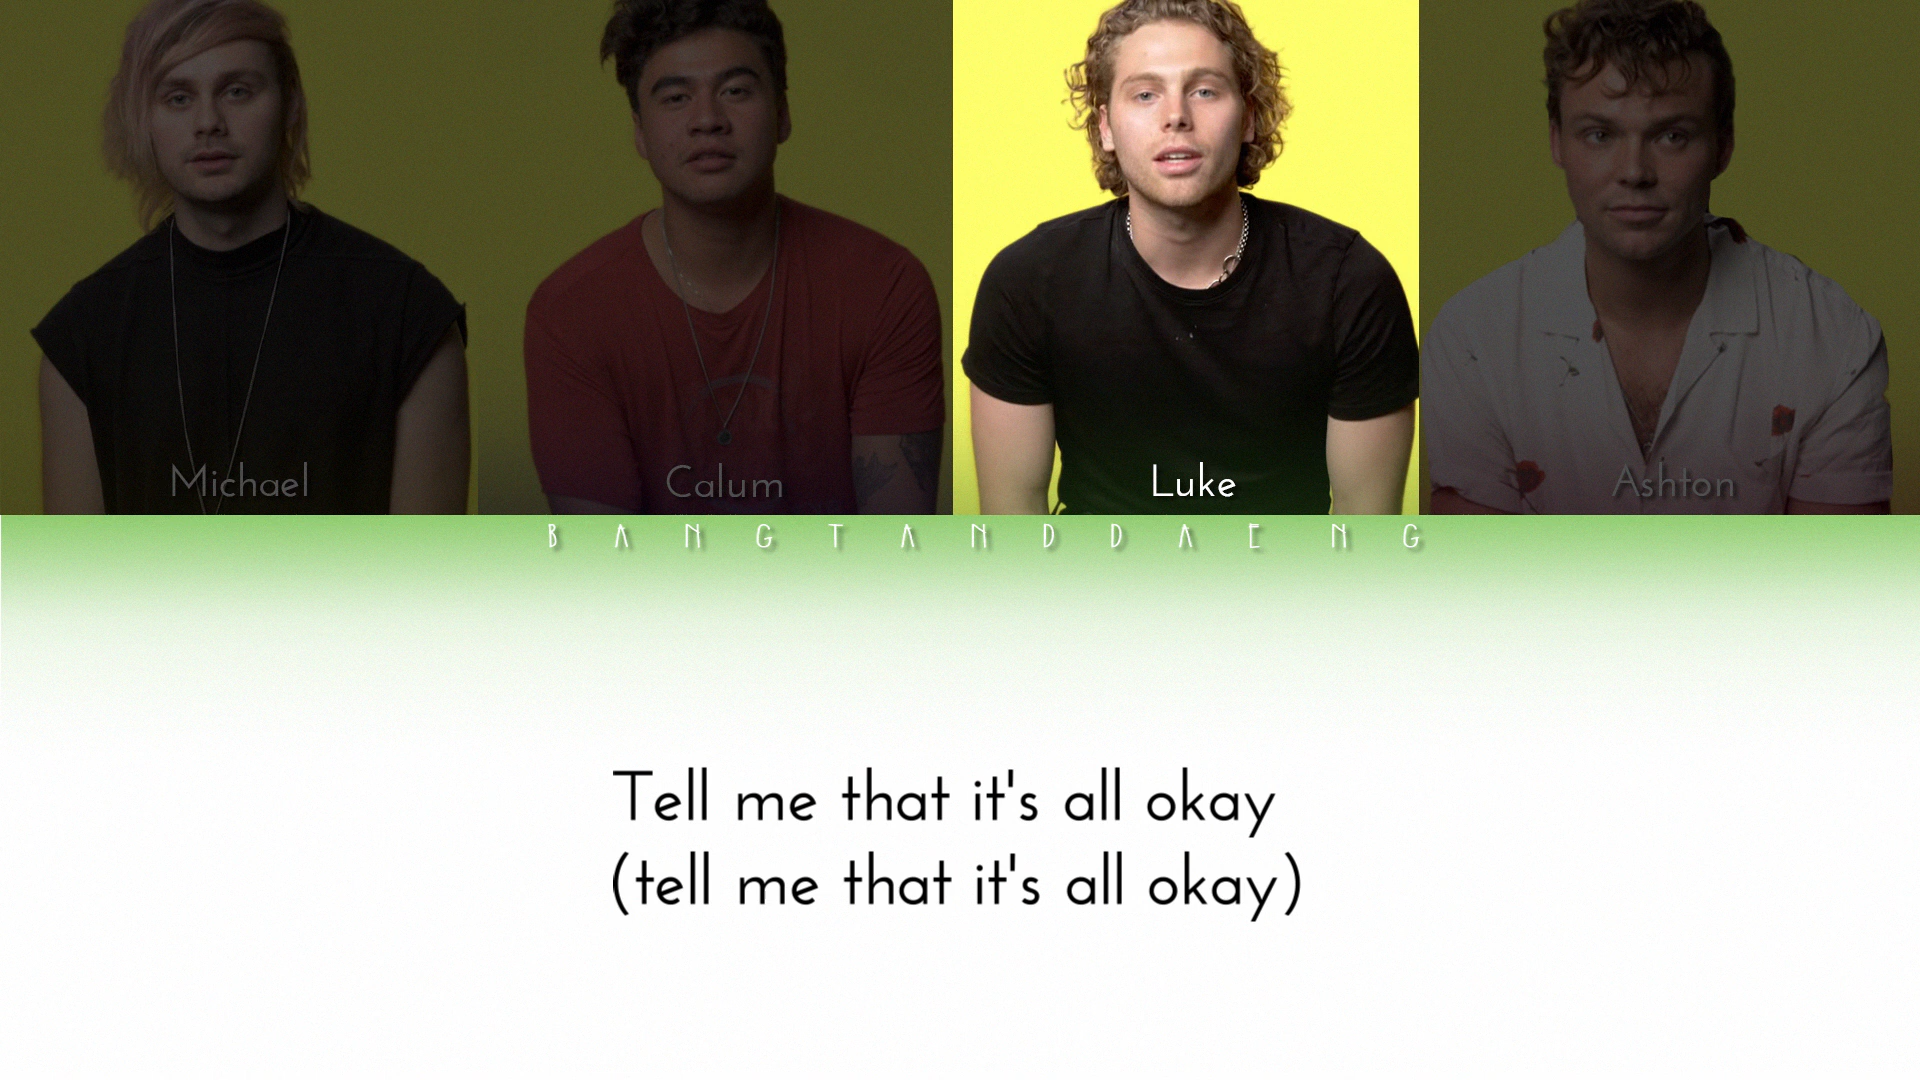 Michael
Calum
Luke
Ashton
BANGTANDDAENG
Tell me that it's all okay
(tell me that it's all okay)